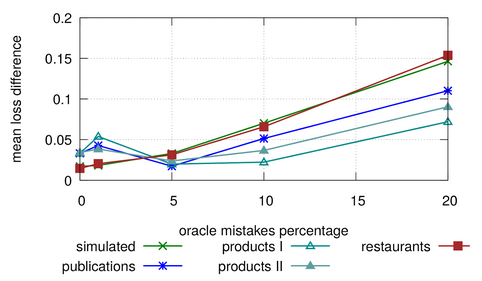 0.2
0.15
0.1
0.05
0
mean loss difference
0 5 10 15 20
oracle mistakes percentage
simulated products I restaurants
publications products II